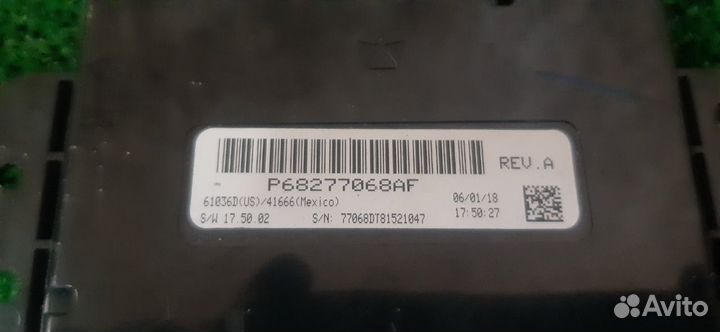 REV.A
P68277068AF
61036D(US)/41666(Mexico) 06/01/18
S/W 17.50.02 S/N: 77068DT81521047 17:50:27
Avito